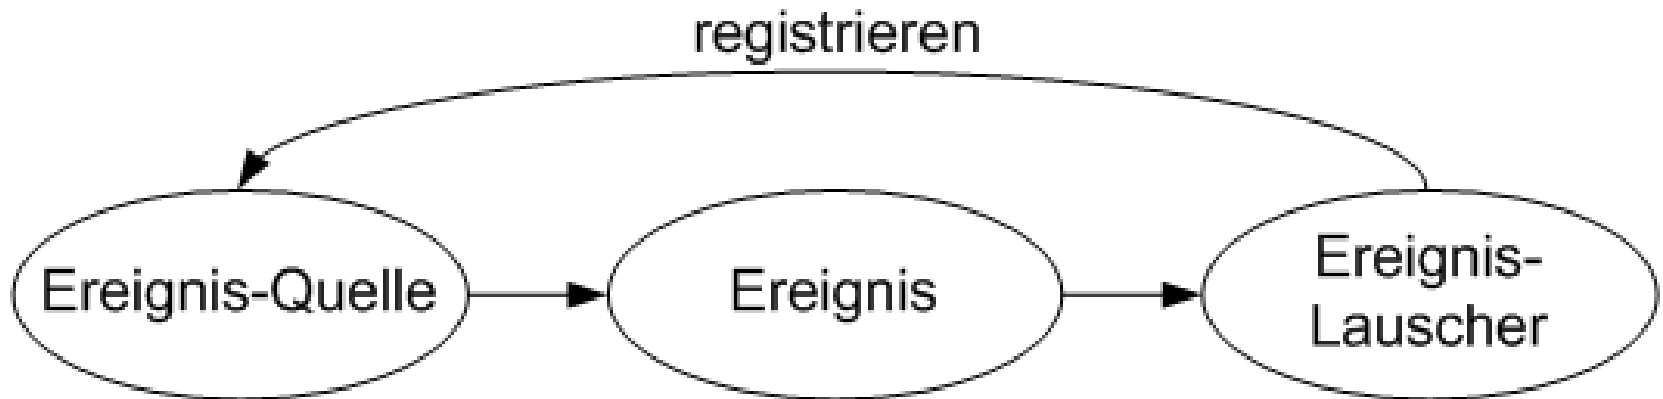 registrieren
Ereignis-Quelle
Ereignis
Ereignis-
Lauscher